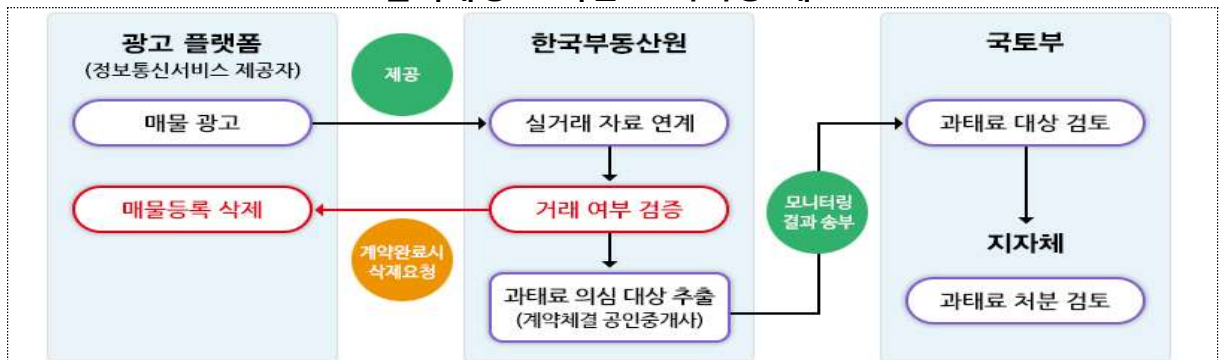 광고 플랫폼
(정보통신서비스 제공자)
제공
매물 광고
매물등록 삭제
계약완료시
삭제요청
한국부동산원
실거래 자료 연계
거래 여부 검증
과태료 의심 대상 추출
(계약체결 공인중개사)
모니터링
결과 송부
국토부
과태료 대상 검토
지자체
과태료 처분 검토